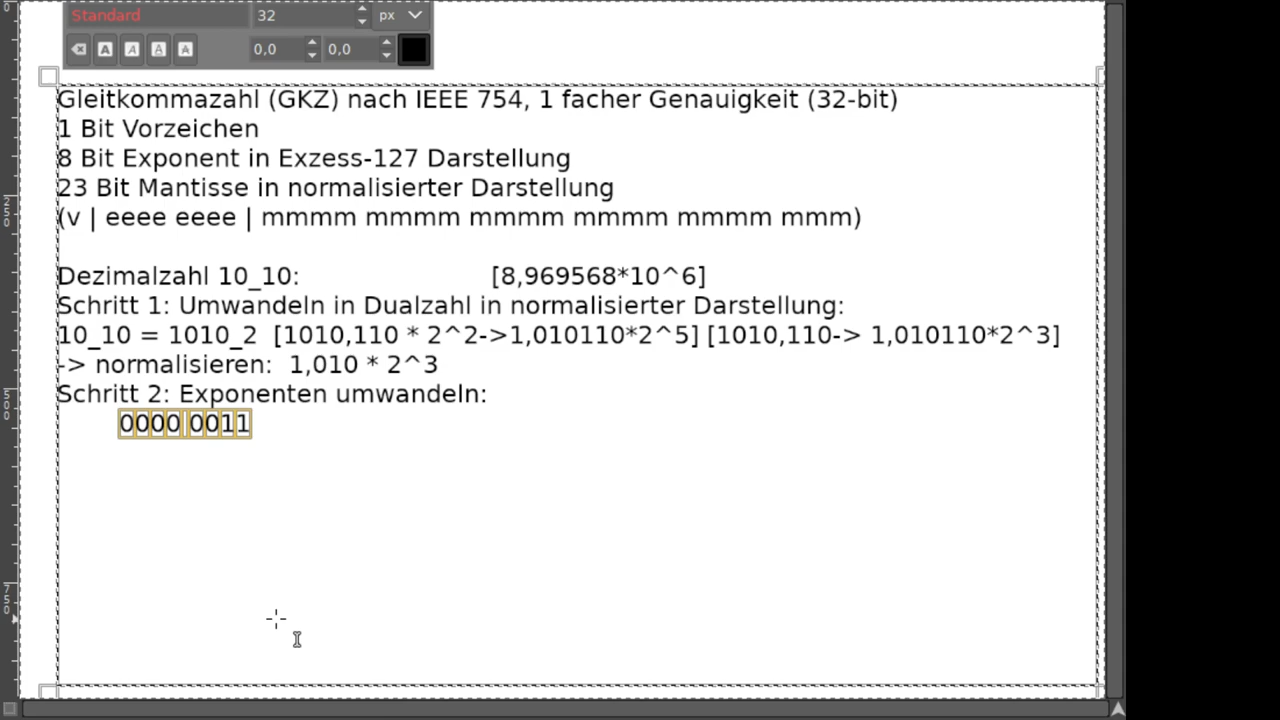 Standard 32 px
0,0 0,0
Gleitkommazahl (GKZ) nach IEEE 754, 1 facher Genauigkeit (32-bit)
1 Bit Vorzeichen
8 Bit Exponent in Exzess-127 Darstellung
23 Bit Mantisse in normalisierter Darstellung
(v | eeee eeee | mmmm mmmm mmmm mmmm mmmm mmm)
Dezimalzahl 10_10: [8,969568*10^6]
Schritt 1: Umwandeln in Dualzahl in normalisierter Darstellung:
10_10 = 1010_2 [1010,110 * 2^2->1,010110*2^5] [1010,110-> 1,010110*2^3]
-> normalisieren: 1,010 * 2^3
Schritt 2: Exponenten umwandeln:
0000 0011
0
250
500
750